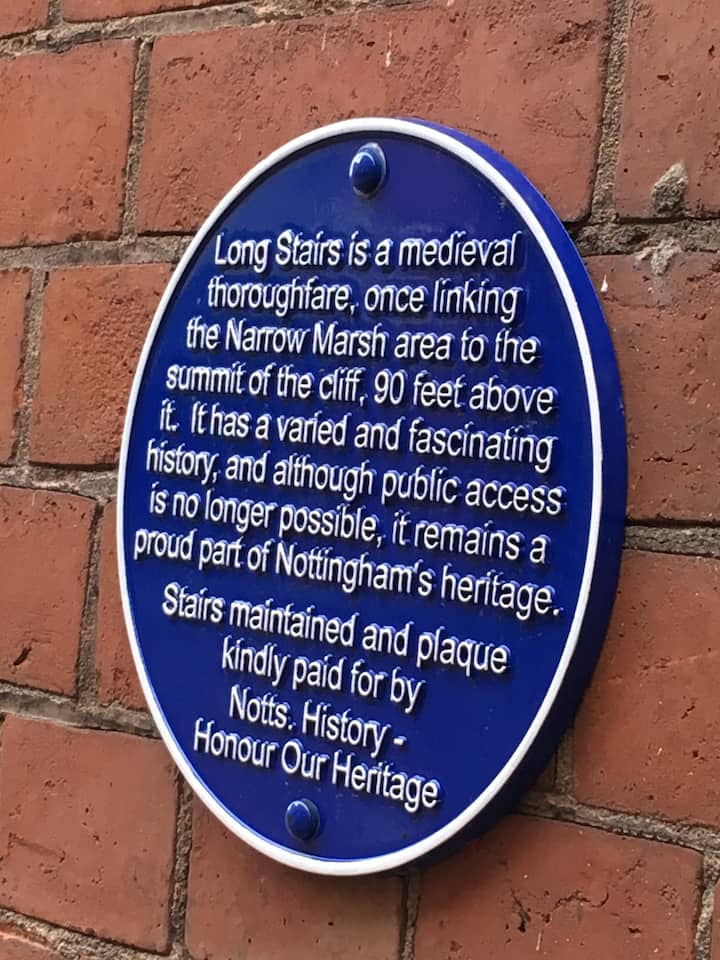 Long Stairs is a medieval
thoroughfare, once linking
the Narrow Marsh area to the
summit of the cliff, 90 feet above
it. It has a varied and fascinating
history, and although public access
is no longer possible, it remains a
proud part of Nottingham's heritage.
Stairs maintained and plaque
kindly paid for by
Notts. History -
Honour Our Heritage